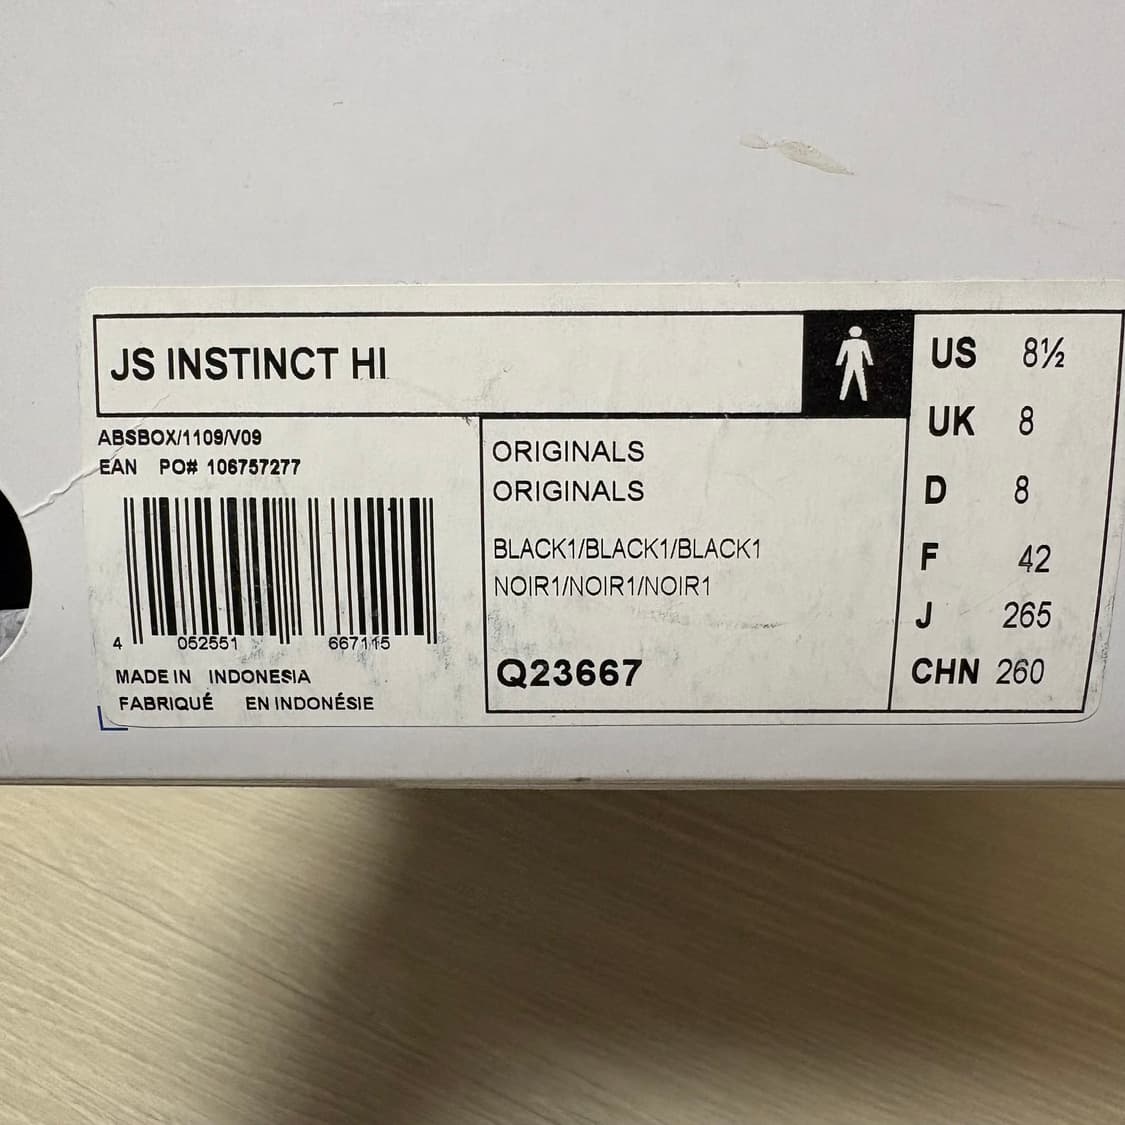 JS INSTINCT HI
ABSBOX/1109/V09
EAN PO# 106757277
4 052551 667115
MADE IN INDONESIA
FABRIQUÉ EN INDONÉSIE
ORIGINALS
ORIGINALS
BLACK1/BLACK1/BLACK1
NOIR1/NOIR1/NOIR1
Q23667
US 8½
UK 8
D 8
F 42
J 265
CHN 260